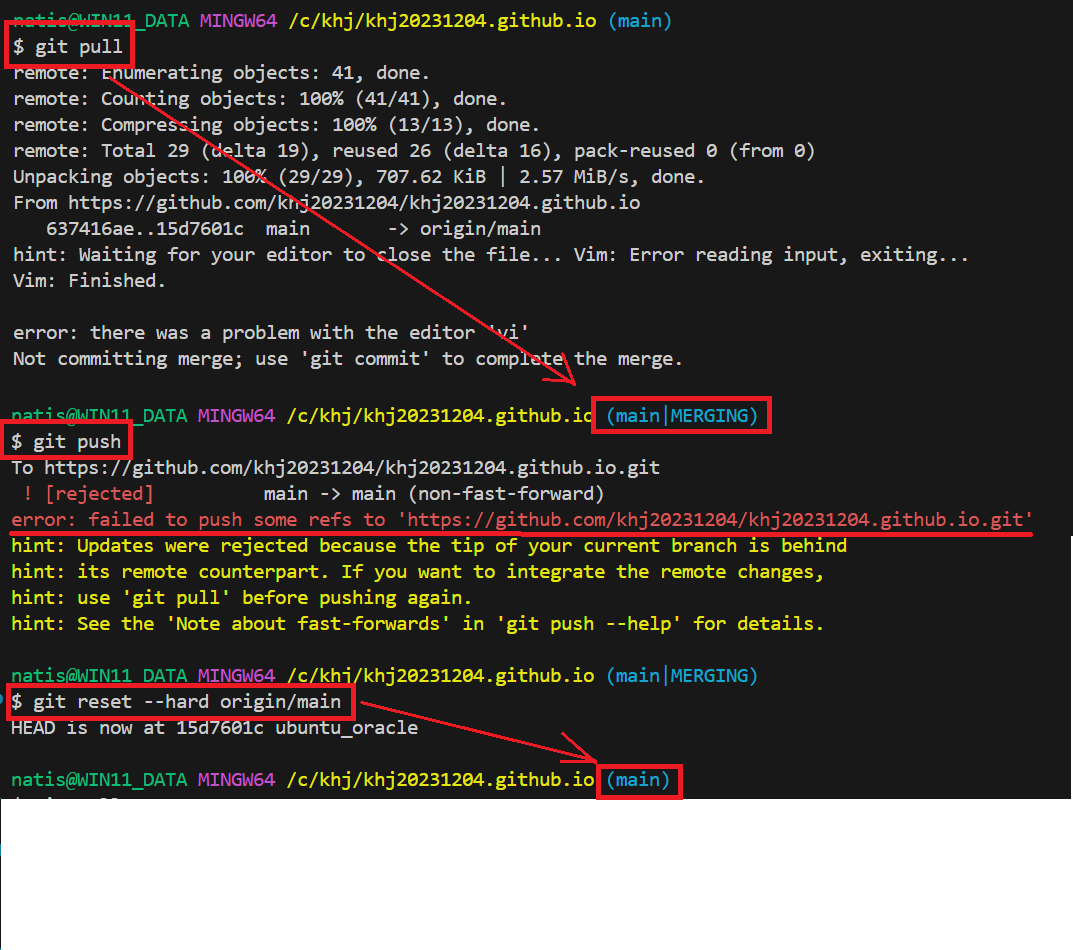 natis@WIN11_DATA MINGW64 /c/khj/khj20231204.github.io (main)
$ git pull
remote: Enumerating objects: 41, done.
remote: Counting objects: 100% (41/41), done.
remote: Compressing objects: 100% (13/13), done.
remote: Total 29 (delta 19), reused 26 (delta 16), pack-reused 0 (from 0)
Unpacking objects: 100% (29/29), 707.62 KiB | 2.57 MiB/s, done.
From https://github.com/khj20231204/khj20231204.github.io
   637416ae..15d7601c  main       -> origin/main
hint: Waiting for your editor to close the file... Vim: Error reading input, exiting...
Vim: Finished.
error: there was a problem with the editor 'vi'
Not committing merge; use 'git commit' to complete the merge.
natis@WIN11_DATA MINGW64 /c/khj/khj20231204.github.io (main|MERGING)
$ git push
To https://github.com/khj20231204/khj20231204.github.io.git
 ! [rejected]          main -> main (non-fast-forward)
error: failed to push some refs to 'https://github.com/khj20231204/khj20231204.github.io.git'
hint: Updates were rejected because the tip of your current branch is behind
hint: its remote counterpart. If you want to integrate the remote changes,
hint: use 'git pull' before pushing again.
hint: See the 'Note about fast-forwards' in 'git push --help' for details.
natis@WIN11_DATA MINGW64 /c/khj/khj20231204.github.io (main|MERGING)
$ git reset --hard origin/main
HEAD is now at 15d7601c ubuntu_oracle
natis@WIN11_DATA MINGW64 /c/khj/khj20231204.github.io (main)